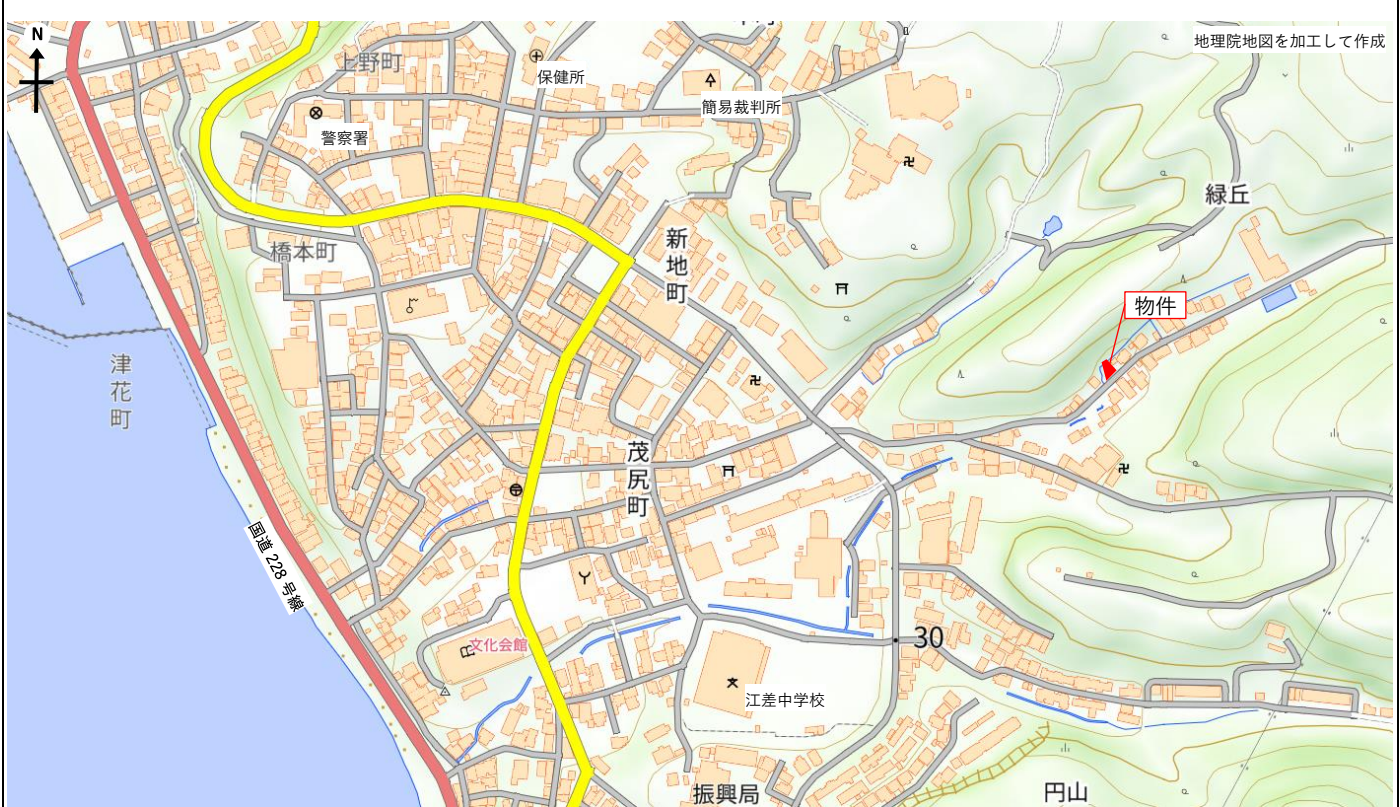 N
地理院地図を加工して作成
上野町
保健所
簡易裁判所
警察署
緑丘
新地町
橋本町
物件
津花町
茂尻町
国道 228 号線
文化会館
30
江差中学校
振興局
円山